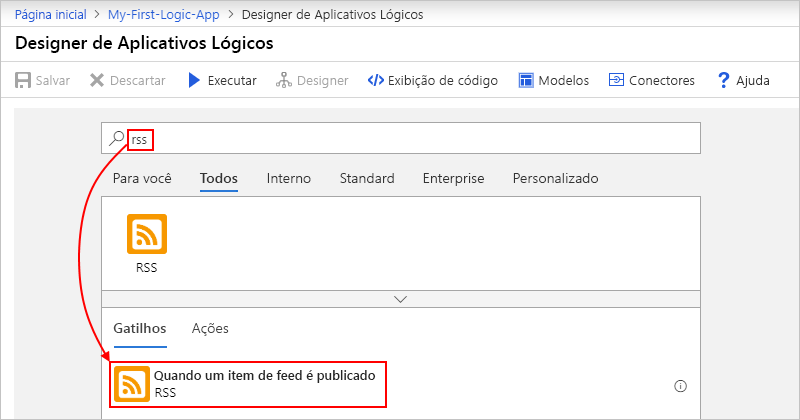 Página inicial > My-First-Logic-App > Designer de Aplicativos Lógicos
Designer de Aplicativos Lógicos
Salvar Descartar Executar Designer Exibição de código Modelos Conectores Ajuda
rss
Para você Todos Interno Standard Enterprise Personalizado
RSS
Gatilhos Ações
Quando um item de feed é publicado
RSS